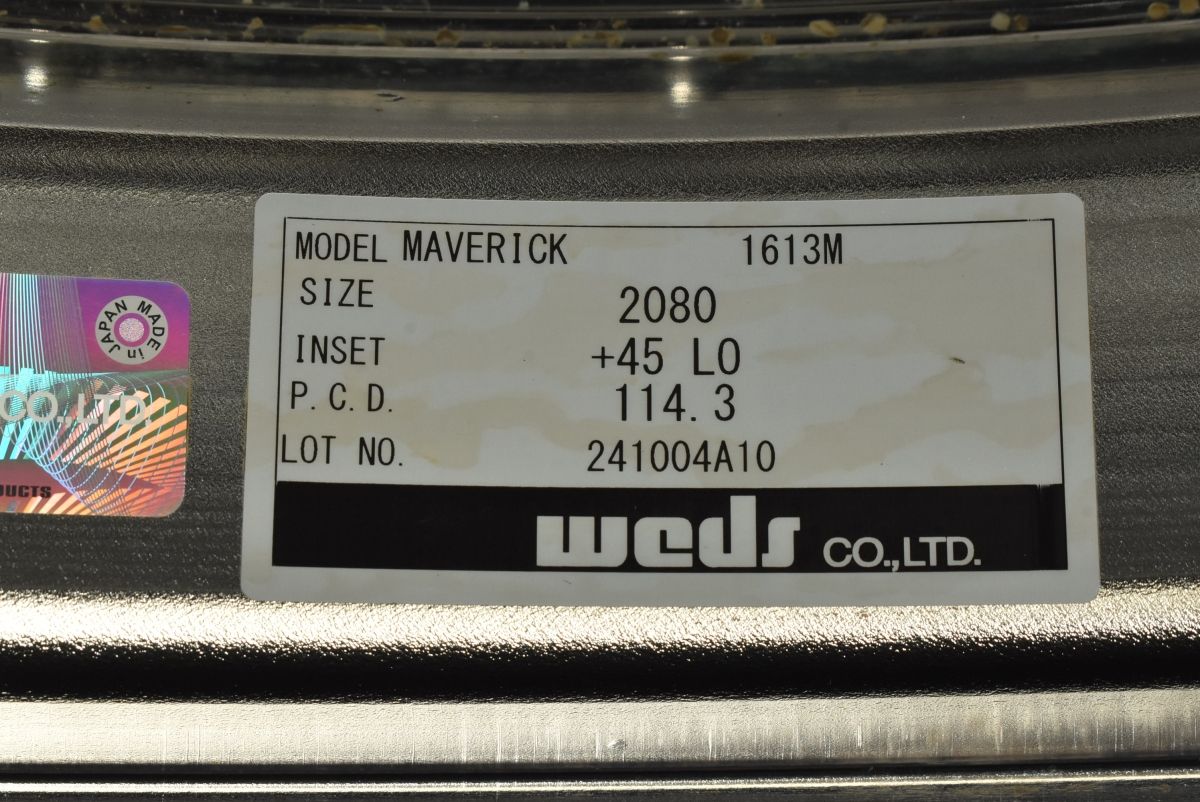 MODEL MAVERICK 1613M
SIZE 2080
INSET +45 LO
P.C.D. 114.3
LOT NO. 241004A10
weds CO.,LTD.
JAPAN MADE in
CO.,LTD.